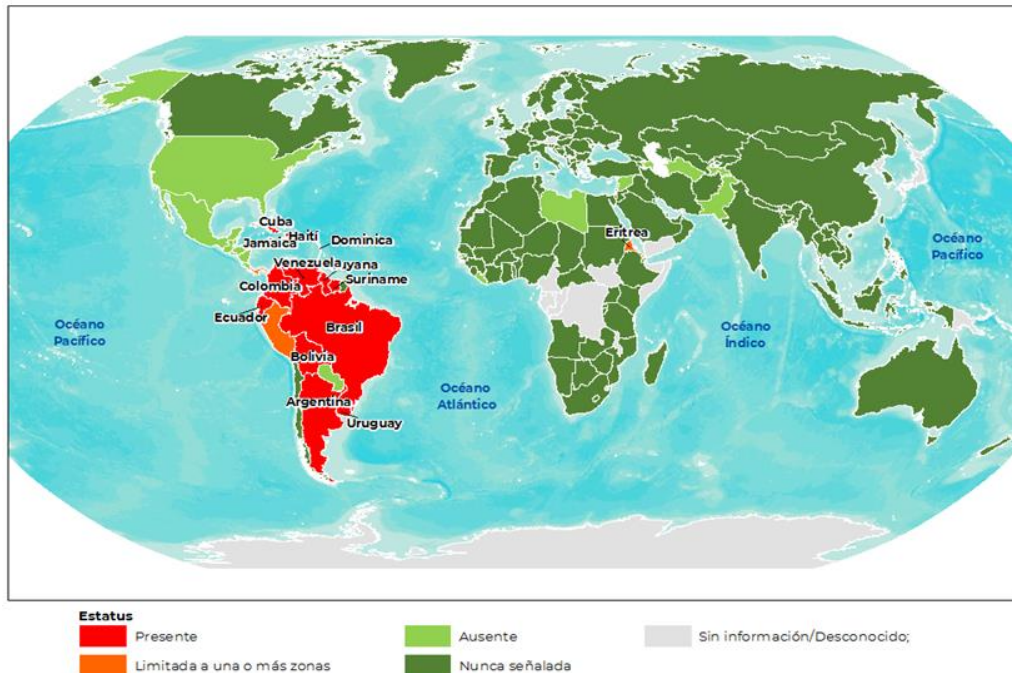 Cuba
Haití
Jamaica
Dominica
Venezuela
yana
Suriname
Colombia
Ecuador
Brasil
Bolivia
Argentina
Uruguay
Eritrea
Océano
Pacífico
Océano
Atlántico
Océano
Índico
Océano
Pacífico
Estatus
Presente
Ausente
Sin información/Desconocido;
Limitada a una o más zonas
Nunca señalada